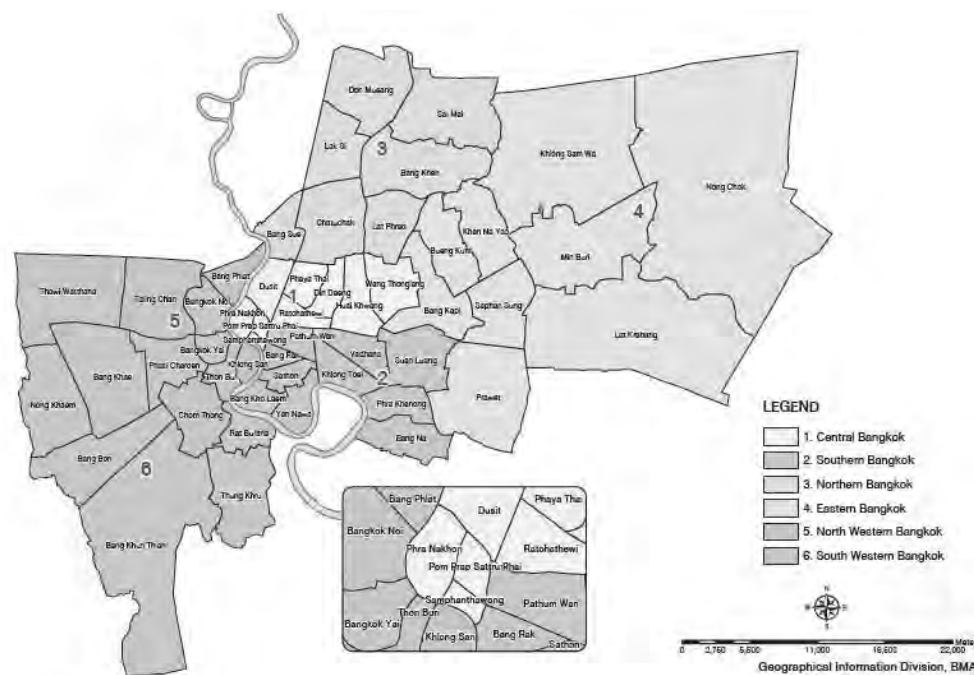 Don Mueang
Sai Mai
Lak Si
3
Bang Khen
Khlong Sam Wa
Nong Chok
4
Chatuchak
Lat Phrao
Bang Sue
Bueng Kum
Khan Na Yao
Min Buri
Bang Phlat
Dusit
Phaya Thai
1
Din Daeng
Wang Thonglang
Thawi Watthana
Taling Chan
Bangkok Noi
5
Phra Nakhon
Ratchathewi
Huai Khwang
Bang Kapi
Saphan Sung
Lat Krabang
Pom Prap Sattru Phai
Samphanthawong
Pathum Wan
Bangkok Yai
Bang Rak
Vadhana
Suan Luang
Bang Khae
Phasi Charoen
Thon Buri
Khlong San
Sathon
Khlong Toei
2
Nong Khaem
Chom Thong
Bang Kho Laem
Yan Nawa
Phra Khanong
Prawet
Rat Burana
Bang Na
Bang Bon
6
Thung Khru
Bang Khun Thian
Bang Phlat
Dusit
Phaya Thai
Bangkok Noi
Phra Nakhon
Ratchathewi
Pom Prap Sattru Phai
Samphanthawong
Pathum Wan
Thon Buri
Bangkok Yai
Khlong San
Bang Rak
Sathon
LEGEND
1. Central Bangkok
2. Southern Bangkok
3. Northern Bangkok
4. Eastern Bangkok
5. North Western Bangkok
6. South Western Bangkok
N
S
0 2,750 5,500 11,000 16,500 22,000 Mete
Geographical Information Division, BMA